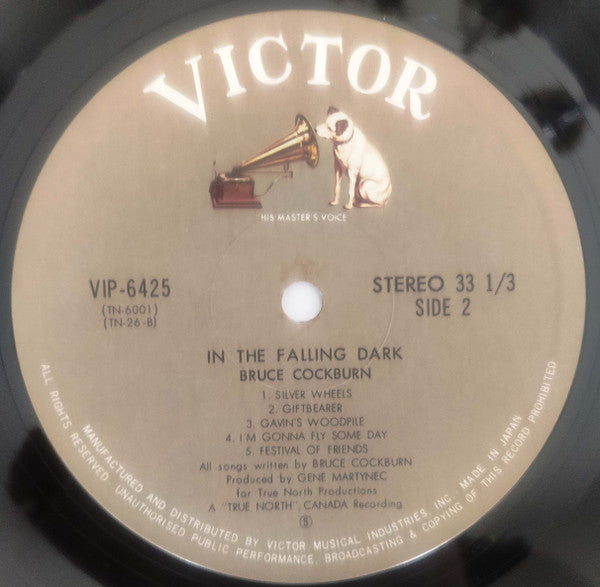 VICTOR
HIS MASTER'S VOICE
VIP-6425
(TN-6001)
(TN-26-B)
STEREO 33 1/3
SIDE 2
IN THE FALLING DARK
BRUCE COCKBURN
1. SILVER WHEELS
2. GIFTBEARER
3. GAVIN'S WOODPILE
4. I'M GONNA FLY SOME DAY
5. FESTIVAL OF FRIENDS
All songs written by BRUCE COCKBURN
Produced by GENE MARTYNEC
for True North Productions
A "TRUE NORTH", CANADA Recording
Ⓢ
MANUFACTURED AND DISTRIBUTED BY VICTOR MUSICAL INDUSTRIES, INC. MADE IN JAPAN
ALL RIGHTS RESERVED. UNAUTHORISED PUBLIC PERFORMANCE, BROADCASTING & COPYING OF THIS RECORD PROHIBITED